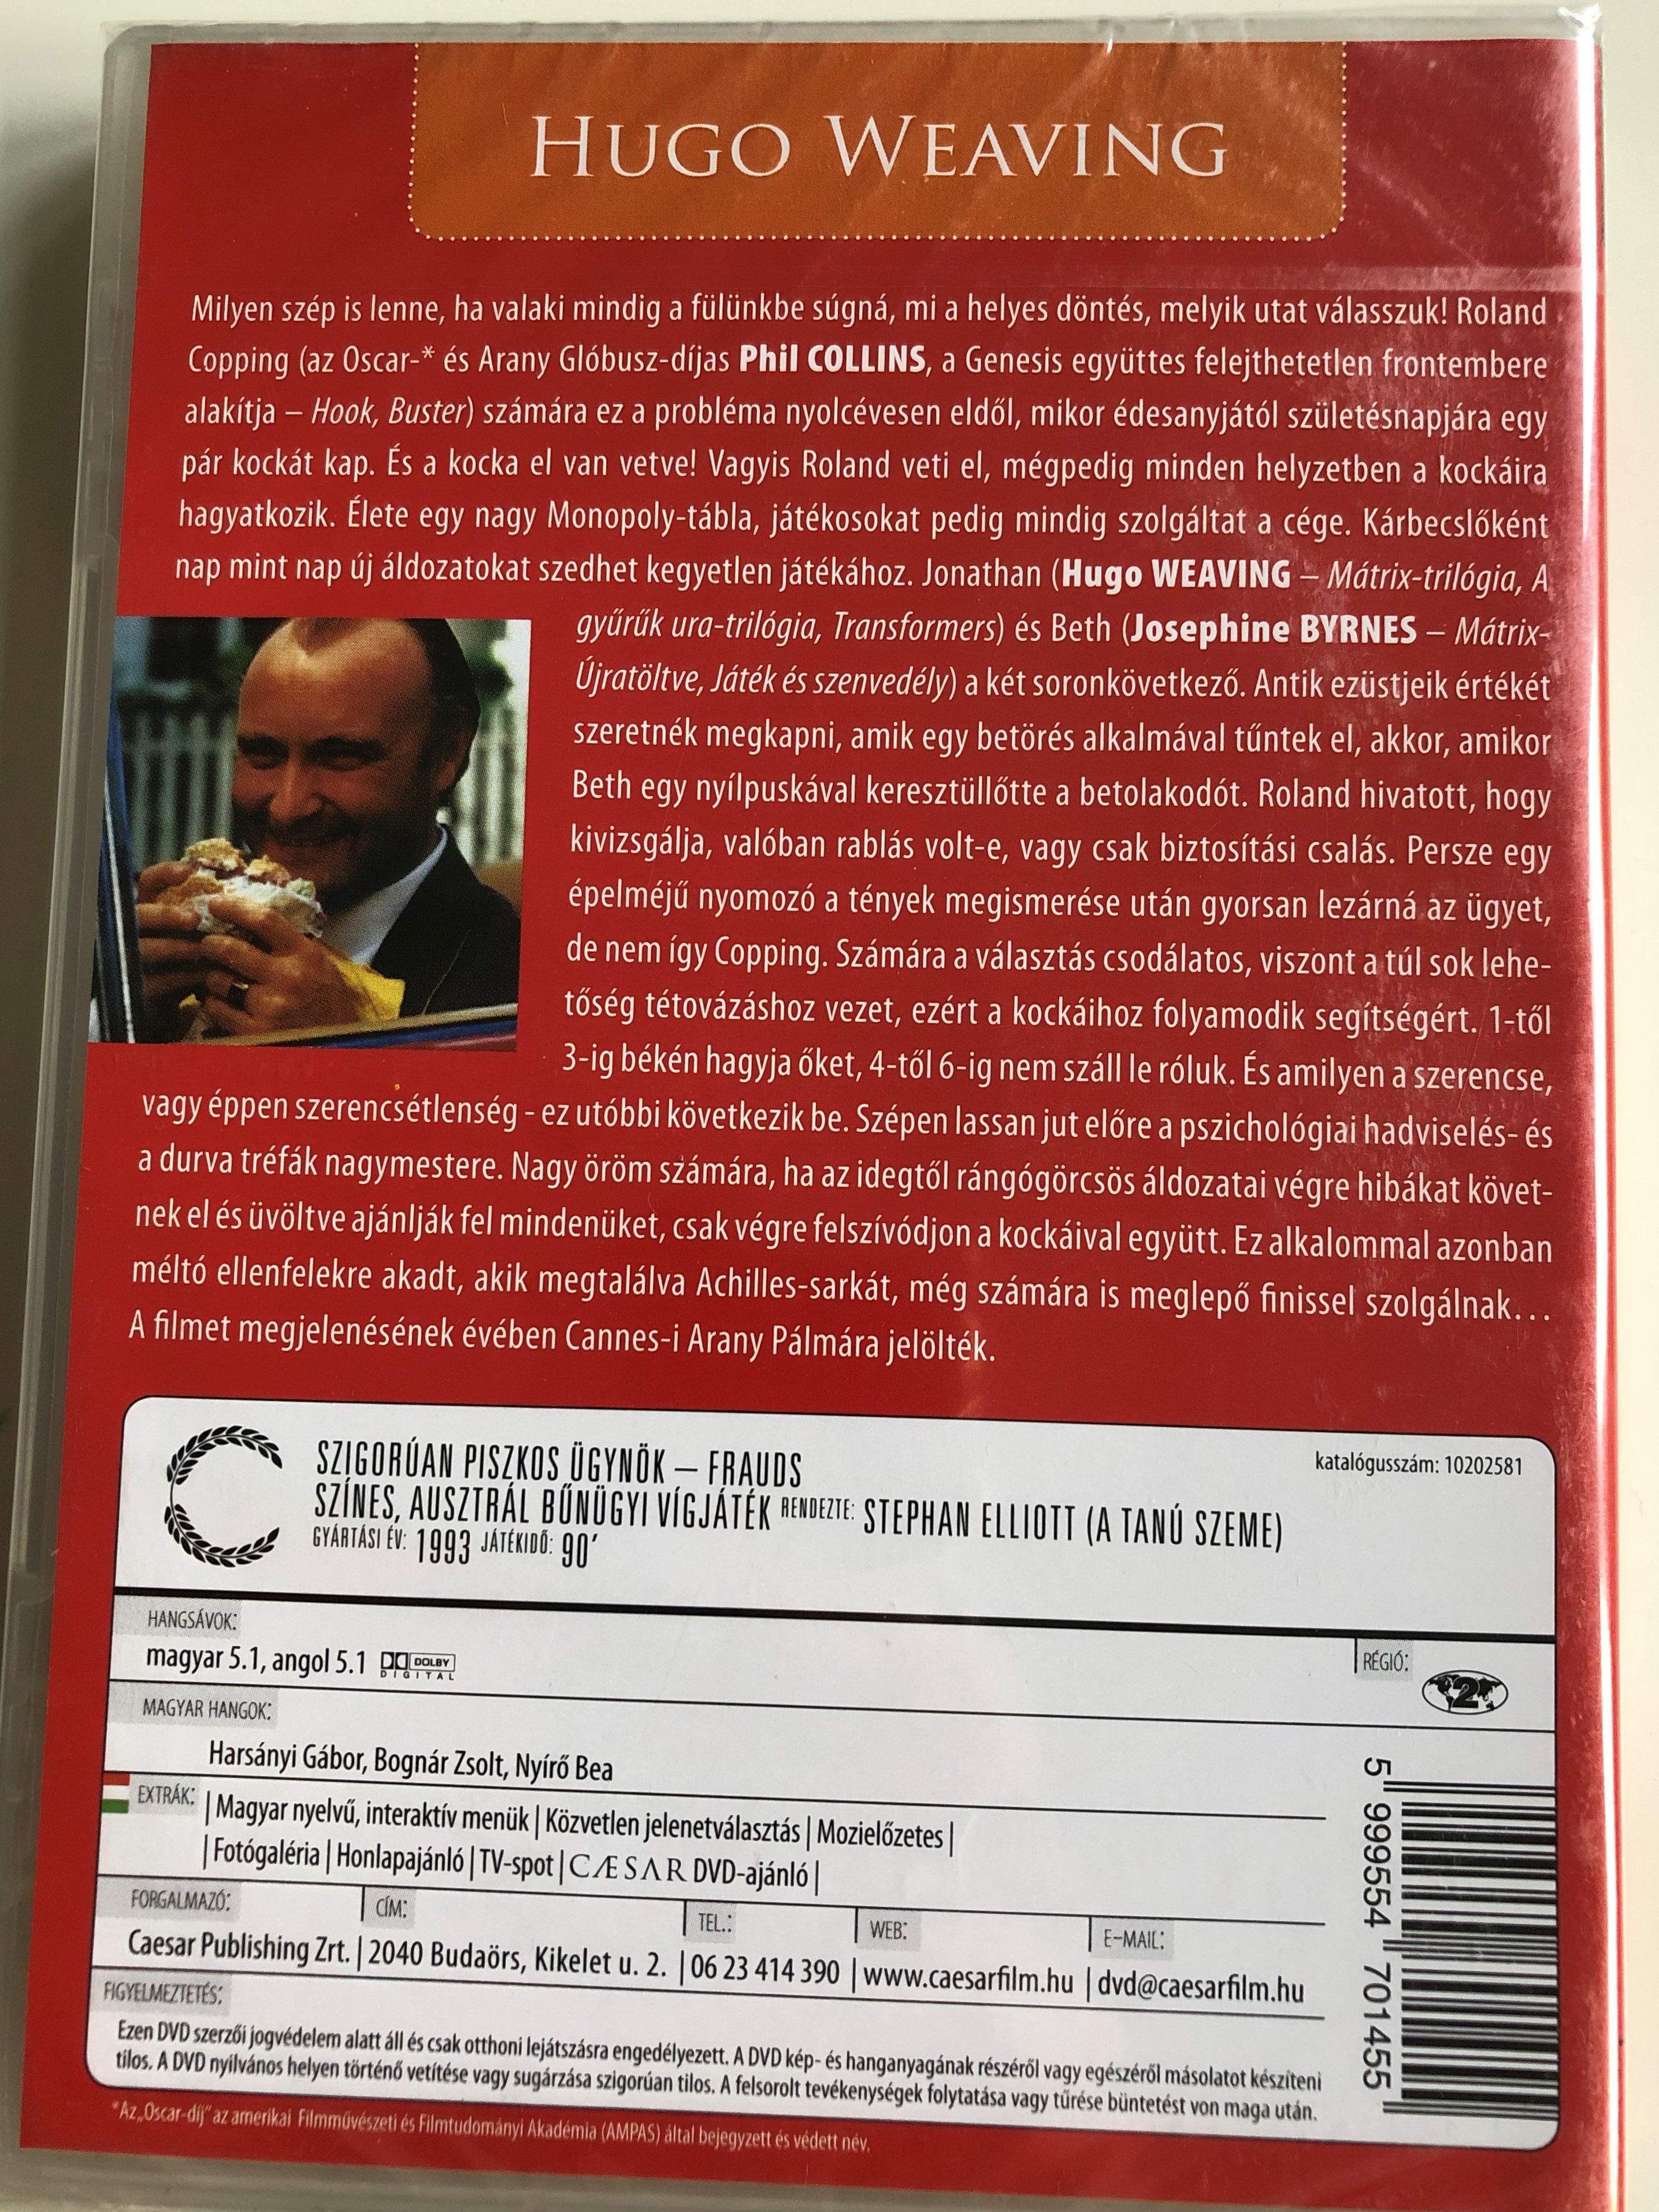 HUGO WEAVING
Milyen szép is lenne, ha valaki mindig a fülünkbe súgná, mi a helyes döntés, melyik utat válasszuk! Roland
Copping (az Oscar-* és Arany Glóbusz-díjas Phil COLLINS, a Genesis együttes felejthetetlen frontembere
alakítja – Hook, Buster) számára ez a probléma nyolcévesen eldől, mikor édesanyjától születésnapjára egy
pár kockát kap. És a kocka el van vetve! Vagyis Roland veti el, mégpedig minden helyzetben a kockáira
hagyatkozik. Élete egy nagy Monopoly-tábla, játékosokat pedig mindig szolgáltat a cége. Kárbecslőként
nap mint nap új áldozatokat szedhet kegyetlen játékához. Jonathan (Hugo WEAVING – Mátrix-trilógia, A
gyűrűk ura-trilógia, Transformers) és Beth (Josephine BYRNES – Mátrix-
Újratöltve, Játék és szenvedély) a két soronkövetkező. Antik ezüstjeik értékét
szeretnék megkapni, amik egy betörés alkalmával tűntek el, akkor, amikor
Beth egy nyílpuskával keresztüllőtte a betolakodót. Roland hivatott, hogy
kivizsgálja, valóban rablás volt-e, vagy csak biztosítási csalás. Persze egy
épelméjű nyomozó a tények megismerése után gyorsan lezárná az ügyet,
de nem így Copping. Számára a választás csodálatos, viszont a túl sok lehe-
tőség tétovázáshoz vezet, ezért a kockáihoz folyamodik segítségért. 1-től
3-ig békén hagyja őket, 4-től 6-ig nem száll le róluk. És amilyen a szerencse,
vagy éppen szerencsétlenség - ez utóbbi következik be. Szépen lassan jut előre a pszichológiai hadviselés- és
a durva tréfák nagymestere. Nagy öröm számára, ha az idegtől rángógörcsös áldozatai végre hibákat követ-
nek el és üvöltve ajánlják fel mindenüket, csak végre felszívódjon a kockáival együtt. Ez alkalommal azonban
méltó ellenfelekre akadt, akik megtalálva Achilles-sarkát, még számára is meglepő finissel szolgálnak...
A filmet megjelenésének évében Cannes-i Arany Pálmára jelölték.
SZIGORÚAN PISZKOS ÜGYNÖK – FRAUDS
katalógusszám: 10202581
SZÍNES, AUSZTRÁL BŰNÜGYI VÍGJÁTÉK RENDEZTE: STEPHAN ELLIOTT (A TANÚ SZEME)
GYÁRTÁSI ÉV: 1993 JÁTÉKIDŐ: 90'
HANGSÁVOK:
magyar 5.1, angol 5.1 DOLBY DIGITAL
RÉGIÓ:
2
MAGYAR HANGOK:
Harsányi Gábor, Bognár Zsolt, Nyírő Bea
EXTRÁK: | Magyar nyelvű, interaktív menük | Közvetlen jelenetválasztás | Mozielőzetes |
| Fotógaléria | Honlapajánló | TV-spot | CÆSAR DVD-ajánló |
FORGALMAZÓ: CÍM: TEL.: WEB: E-MAIL:
Caesar Publishing Zrt. | 2040 Budaörs, Kikelet u. 2. | 06 23 414 390 | www.caesarfilm.hu | dvd@caesarfilm.hu
FIGYELMEZTETÉS:
Ezen DVD szerzői jogvédelem alatt áll és csak otthoni lejátszásra engedélyezett. A DVD kép- és hanganyagának részéről vagy egészéről másolatot készíteni
tilos. A DVD nyilvános helyen történő vetítése vagy sugárzása szigorúan tilos. A felsorolt tevékenységek folytatása vagy tűrése büntetést von maga után.
5 999554 701455
*Az „Oscar-díj" az amerikai Filmművészeti és Filmtudományi Akadémia (AMPAS) által bejegyzett és védett név.